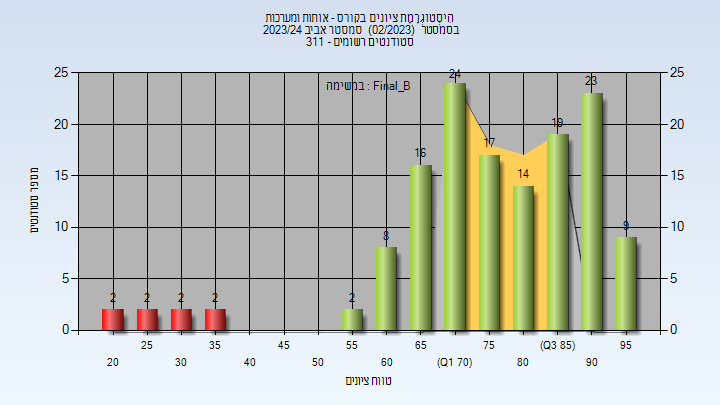 היסטוגרמת ציונים בקורס - אותות ומערכות
בסמסטר (02/2023) סמסטר אביב 2023/24
סטודנטים רשומים - 311
במשימה : Final_B
25 20 15 10 5 0
מספר סטודנטים
2 2 2 2 2 8 16 24 17 14 19 23 9
25 20 15 10 5 0
25 35 45 55 65 75 (Q3 85) 95
20 30 40 50 60 (Q1 70) 80 90
טווח ציונים